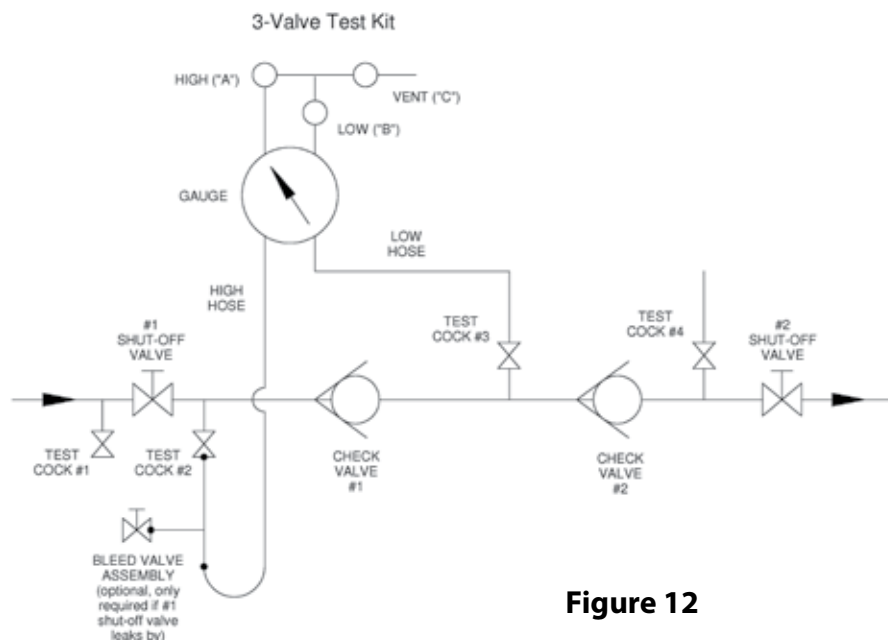 3-Valve Test Kit
HIGH ("A")
VENT ("C")
LOW ("B")
GAUGE
LOW
HOSE
HIGH
HOSE
#1
SHUT-OFF
VALVE
TEST
COCK #3
TEST
COCK #4
#2
SHUT-OFF
VALVE
TEST
COCK #1
TEST
COCK #2
CHECK
VALVE
#1
CHECK
VALVE
#2
BLEED VALVE
ASSEMBLY
(optional, only
required if #1
shut-off valve
leaks by)
Figure 12